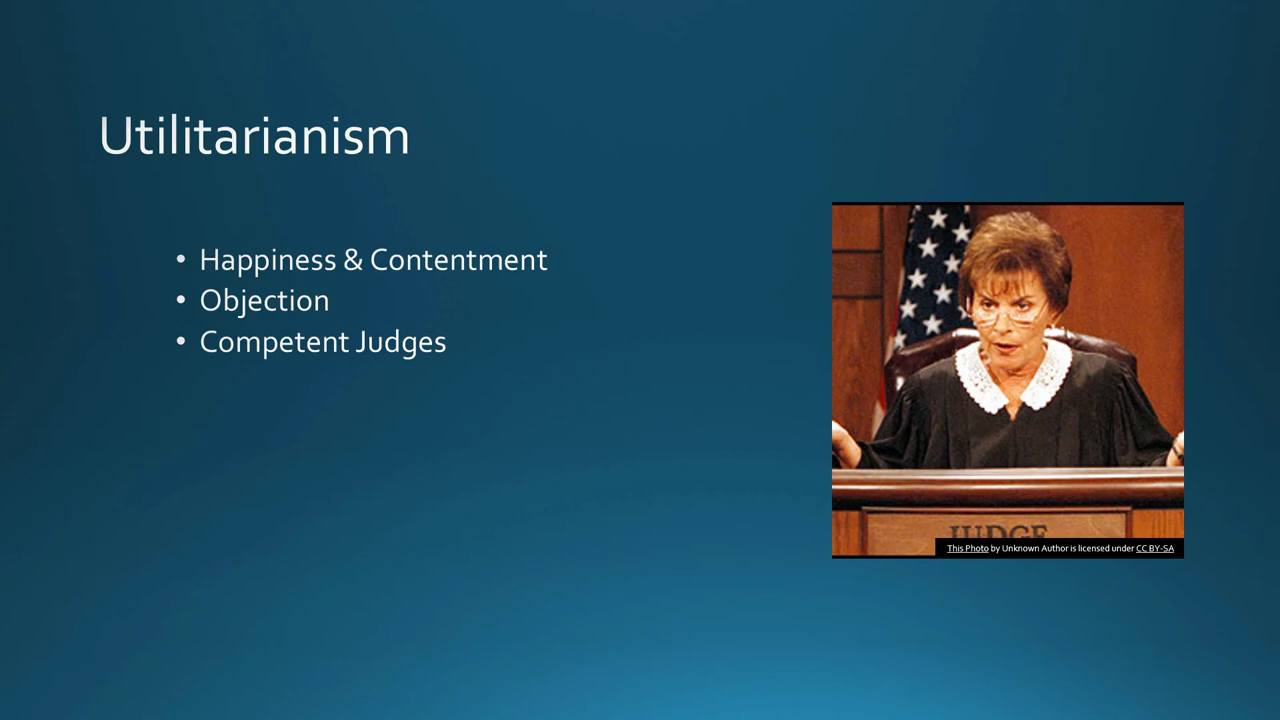 Utilitarianism
• Happiness & Contentment
• Objection
• Competent Judges
JUDGE
This Photo by Unknown Author is licensed under CC BY-SA